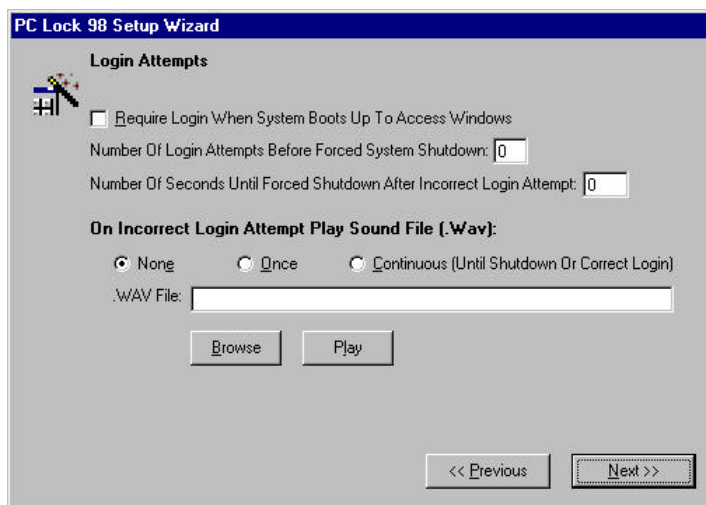 PC Lock 98 Setup Wizard
Login Attempts
Require Login When System Boots Up To Access Windows
Number Of Login Attempts Before Forced System Shutdown: 0
Number Of Seconds Until Forced Shutdown After Incorrect Login Attempt: 0
On Incorrect Login Attempt Play Sound File (.Wav):
None Once Continuous (Until Shutdown Or Correct Login)
.WAV File:
Browse Play
<< Previous Next >>